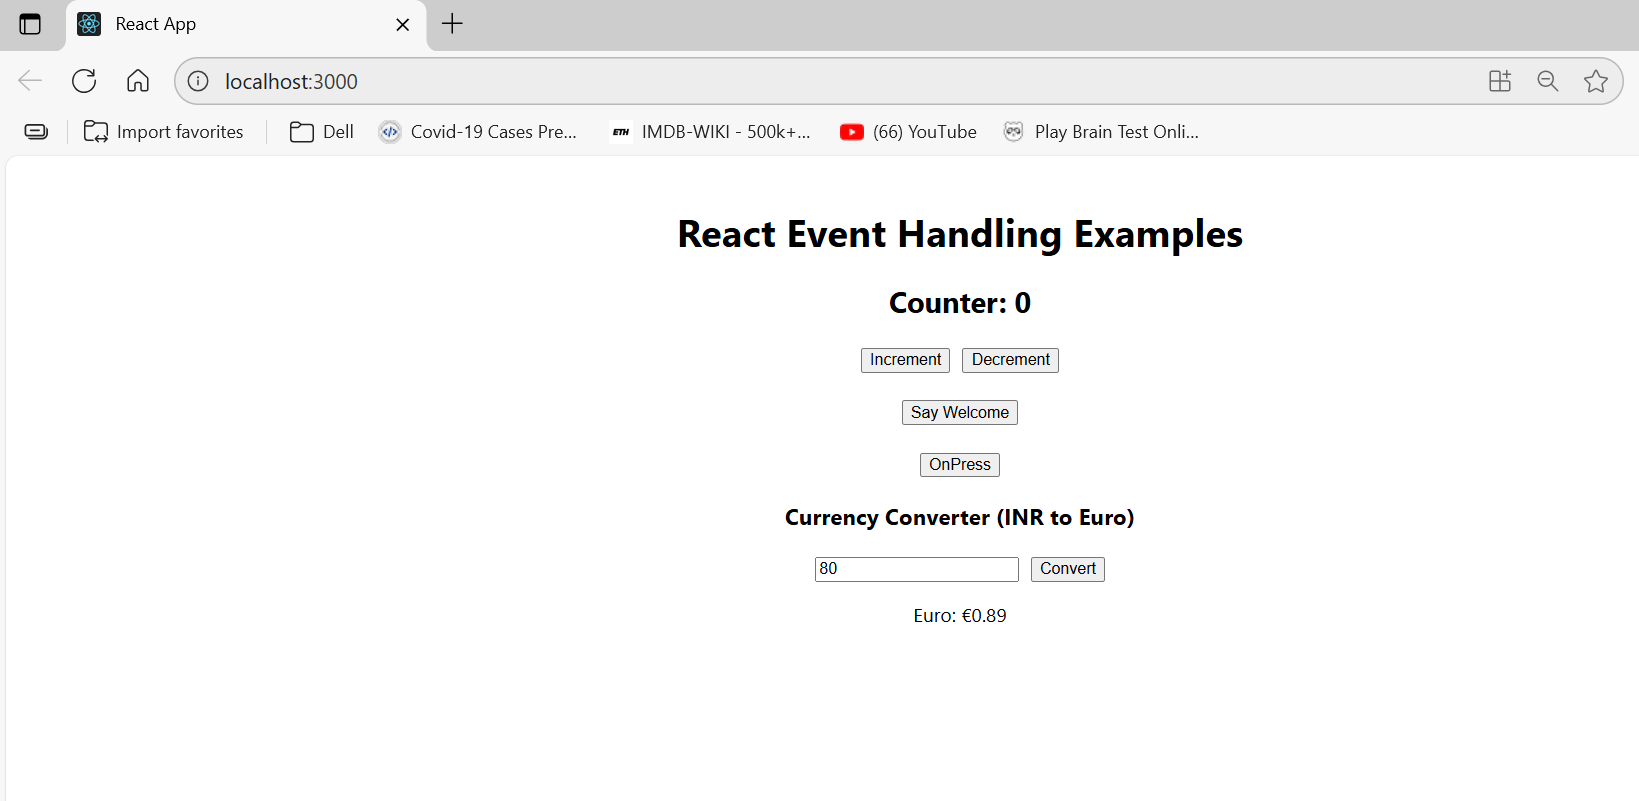 React App
localhost:3000
Import favorites Dell Covid-19 Cases Pre... ETH IMDB-WIKI - 500k+... (66) YouTube Play Brain Test Onli...
React Event Handling Examples
Counter: 0
Increment Decrement
Say Welcome
OnPress
Currency Converter (INR to Euro)
80 Convert
Euro: €0.89